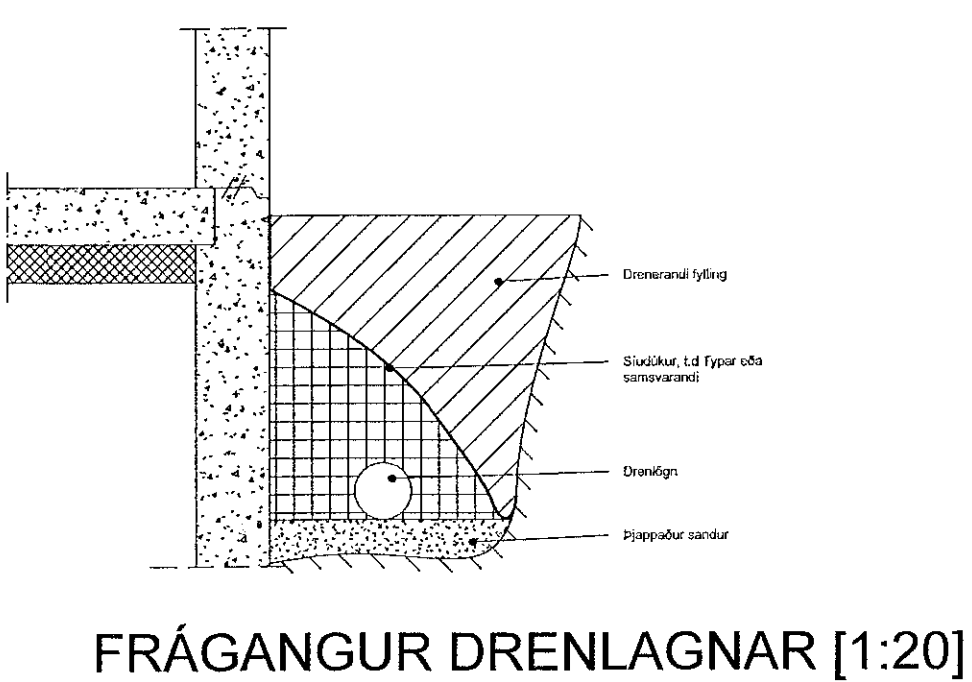 Drenerandi fylling
Síudúkur, t.d Typar eða
samsvarandi
Drenlögn
Þjappaður sandur
FRÁGANGUR DRENLAGNAR [1:20]